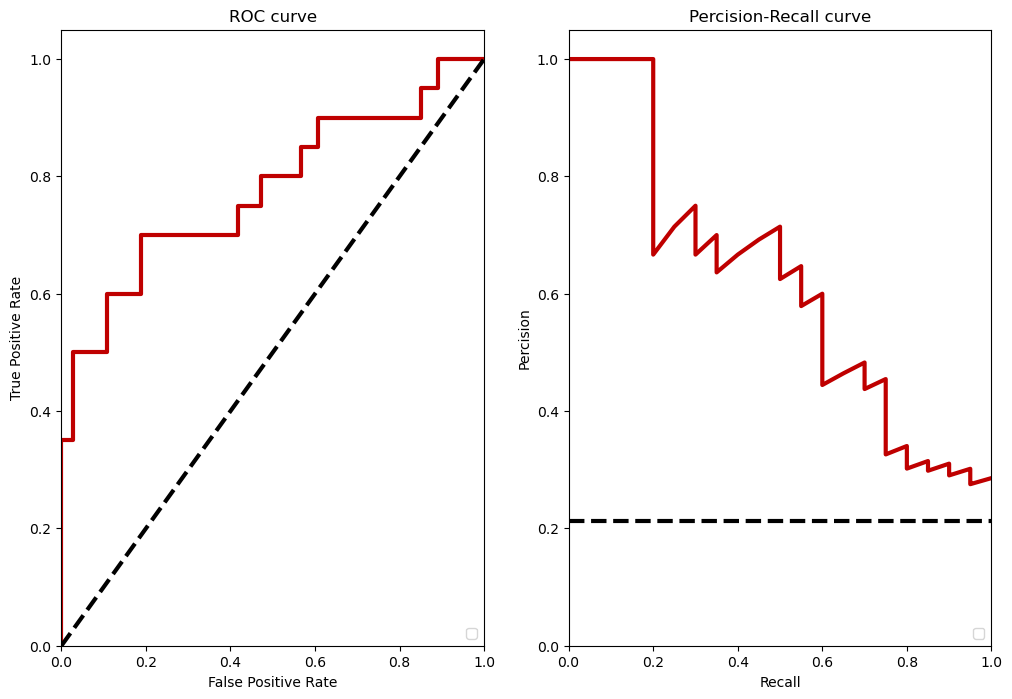 ROC curve
1.0
0.8
0.6
0.4
0.2
0.0
True Positive Rate
0.0 0.2 0.4 0.6 0.8 1.0
False Positive Rate
Percision-Recall curve
1.0
0.8
0.6
0.4
0.2
0.0
Percision
0.0 0.2 0.4 0.6 0.8 1.0
Recall